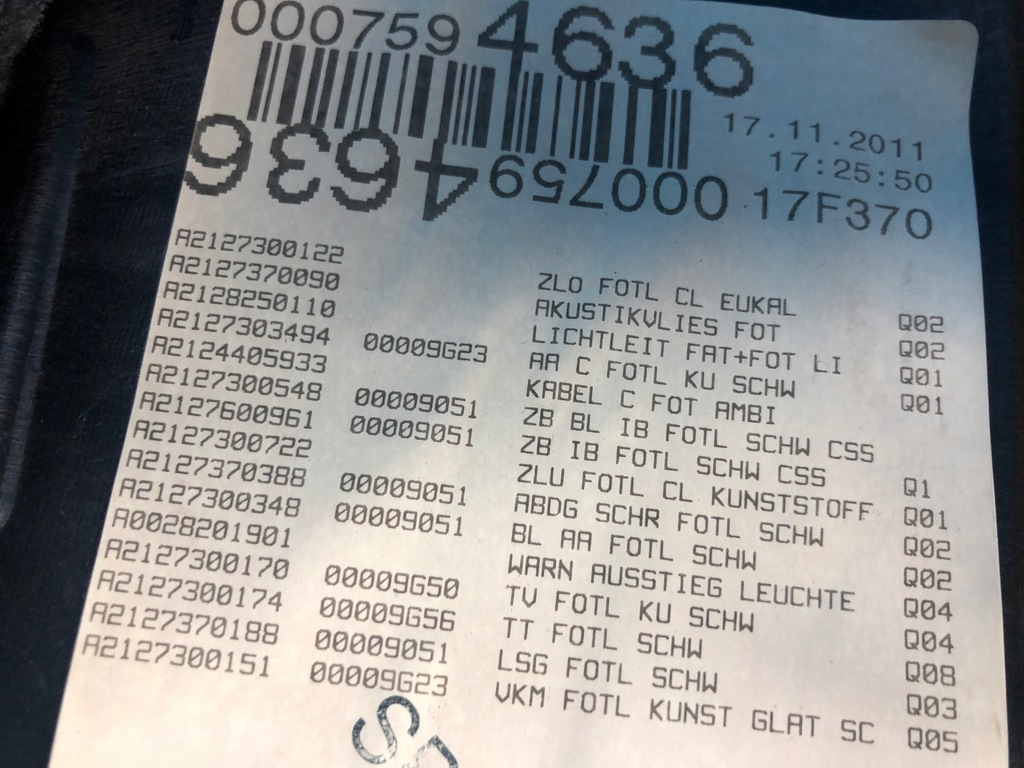 0007594636
17.11.2011
17:25:50
0007594636
17F370
A2127300122 ZLO FOTL CL EUKAL Q02
A2127370090 AKUSTIKVLIES FOT Q02
A2128250110 LICHTLEIT FAT+FOT LI Q01
A2127303494 00009G23 AA C FOTL KU SCHW Q01
A2124405933 KABEL C FOT AMBI
A2127300548 00009051 ZB BL IB FOTL SCHW CSS
A2127600961 00009051 ZB IB FOTL SCHW CSS Q1
A2127300722 ZLU FOTL CL KUNSTSTOFF Q01
A2127370388 00009051 ABDG SCHR FOTL SCHW Q02
A2127300348 00009051 BL AA FOTL SCHW Q02
A0028201901 WARN AUSSTIEG LEUCHTE Q04
A2127300170 00009G50 TV FOTL KU SCHW Q04
A2127300174 00009G56 TT FOTL SCHW Q08
A2127370188 00009051 LSG FOTL SCHW Q03
A2127300151 00009G23 VKM FOTL KUNST GLAT SC Q05